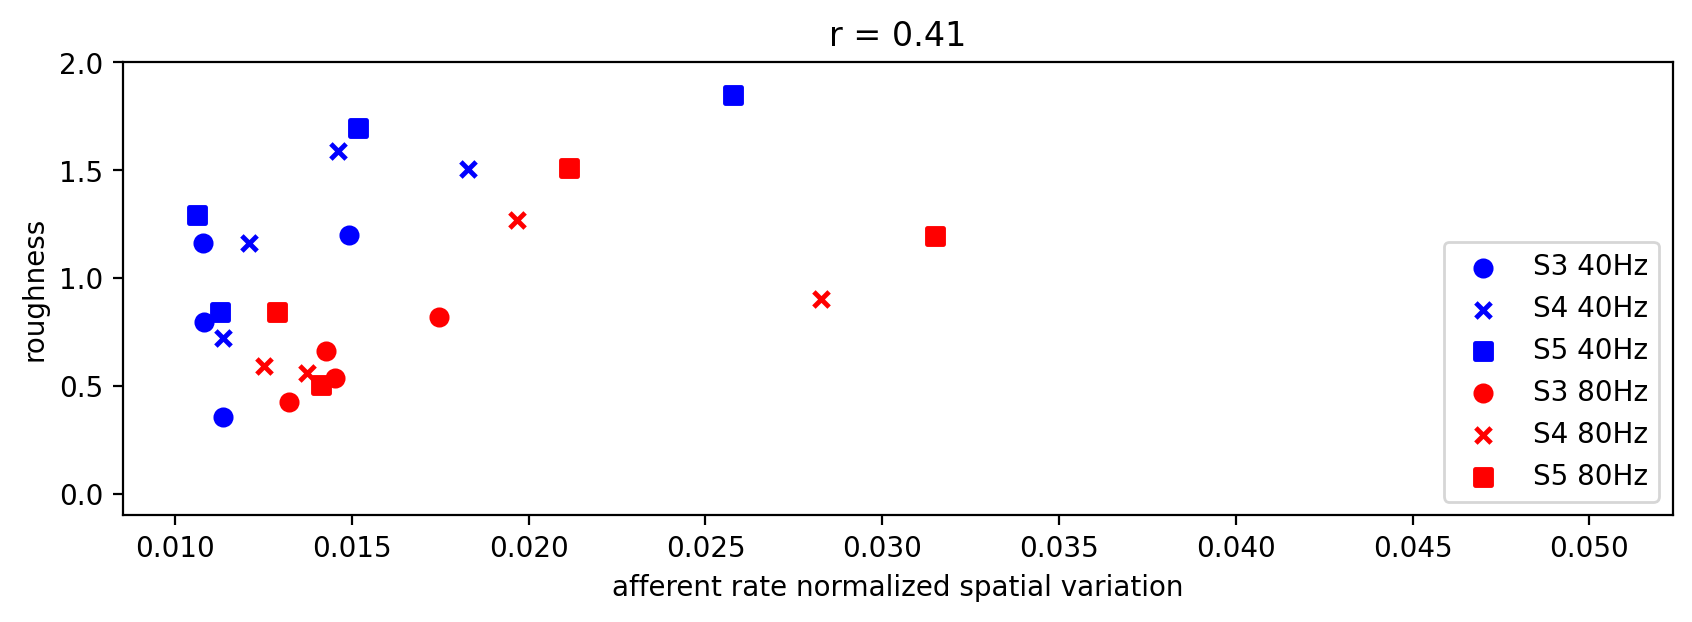 r = 0.41
2.0
1.5
1.0
0.5
0.0
roughness
S3 40Hz
S4 40Hz
S5 40Hz
S3 80Hz
S4 80Hz
S5 80Hz
0.010 0.015 0.020 0.025 0.030 0.035 0.040 0.045 0.050
afferent rate normalized spatial variation